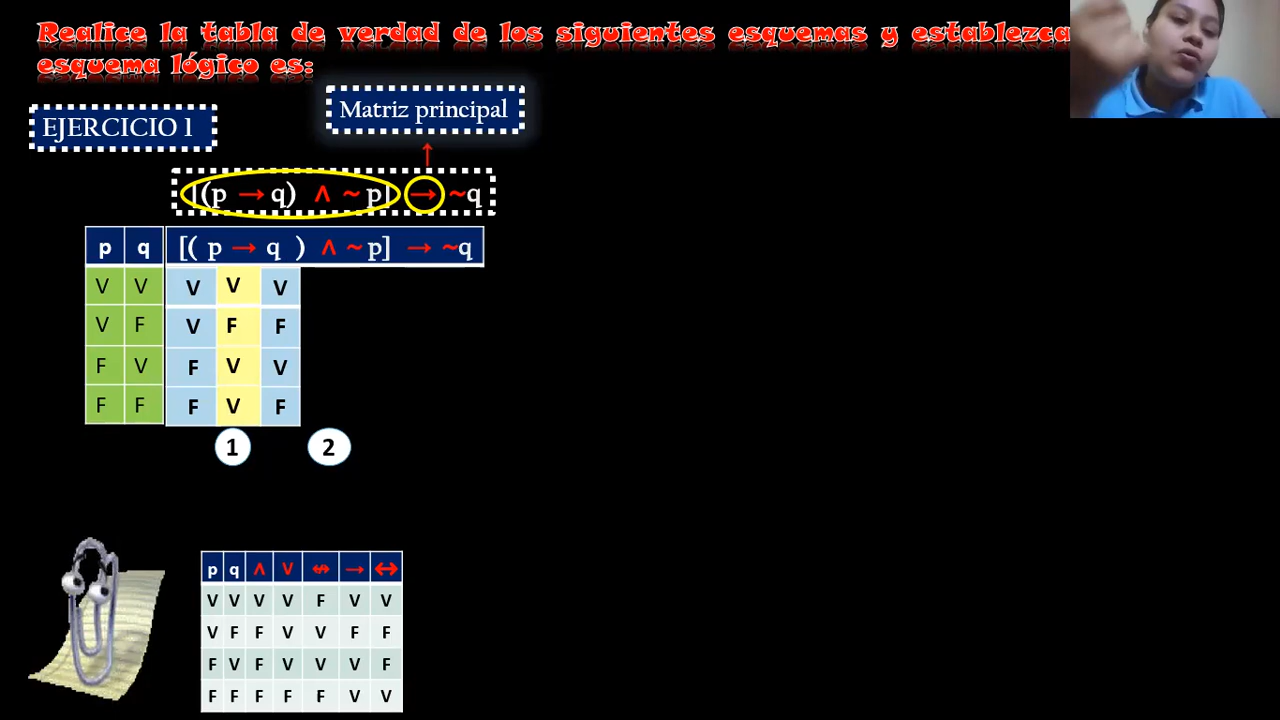 Realice la tabla de verdad de los siguientes esquemas y establezca
esquema lógico es:
Matriz principal
EJERCICIO 1
↑
[(p → q) ∧ ~ p] → ~q
p q [( p → q ) ∧ ~ p] → ~q
V V V V V
V F V F F
F V F V V
F F F V F
1 2
p q ∧ ∨ ↮ → ↔
V V V V F V V
V F F V V F F
F V F V V V F
F F F F F V V